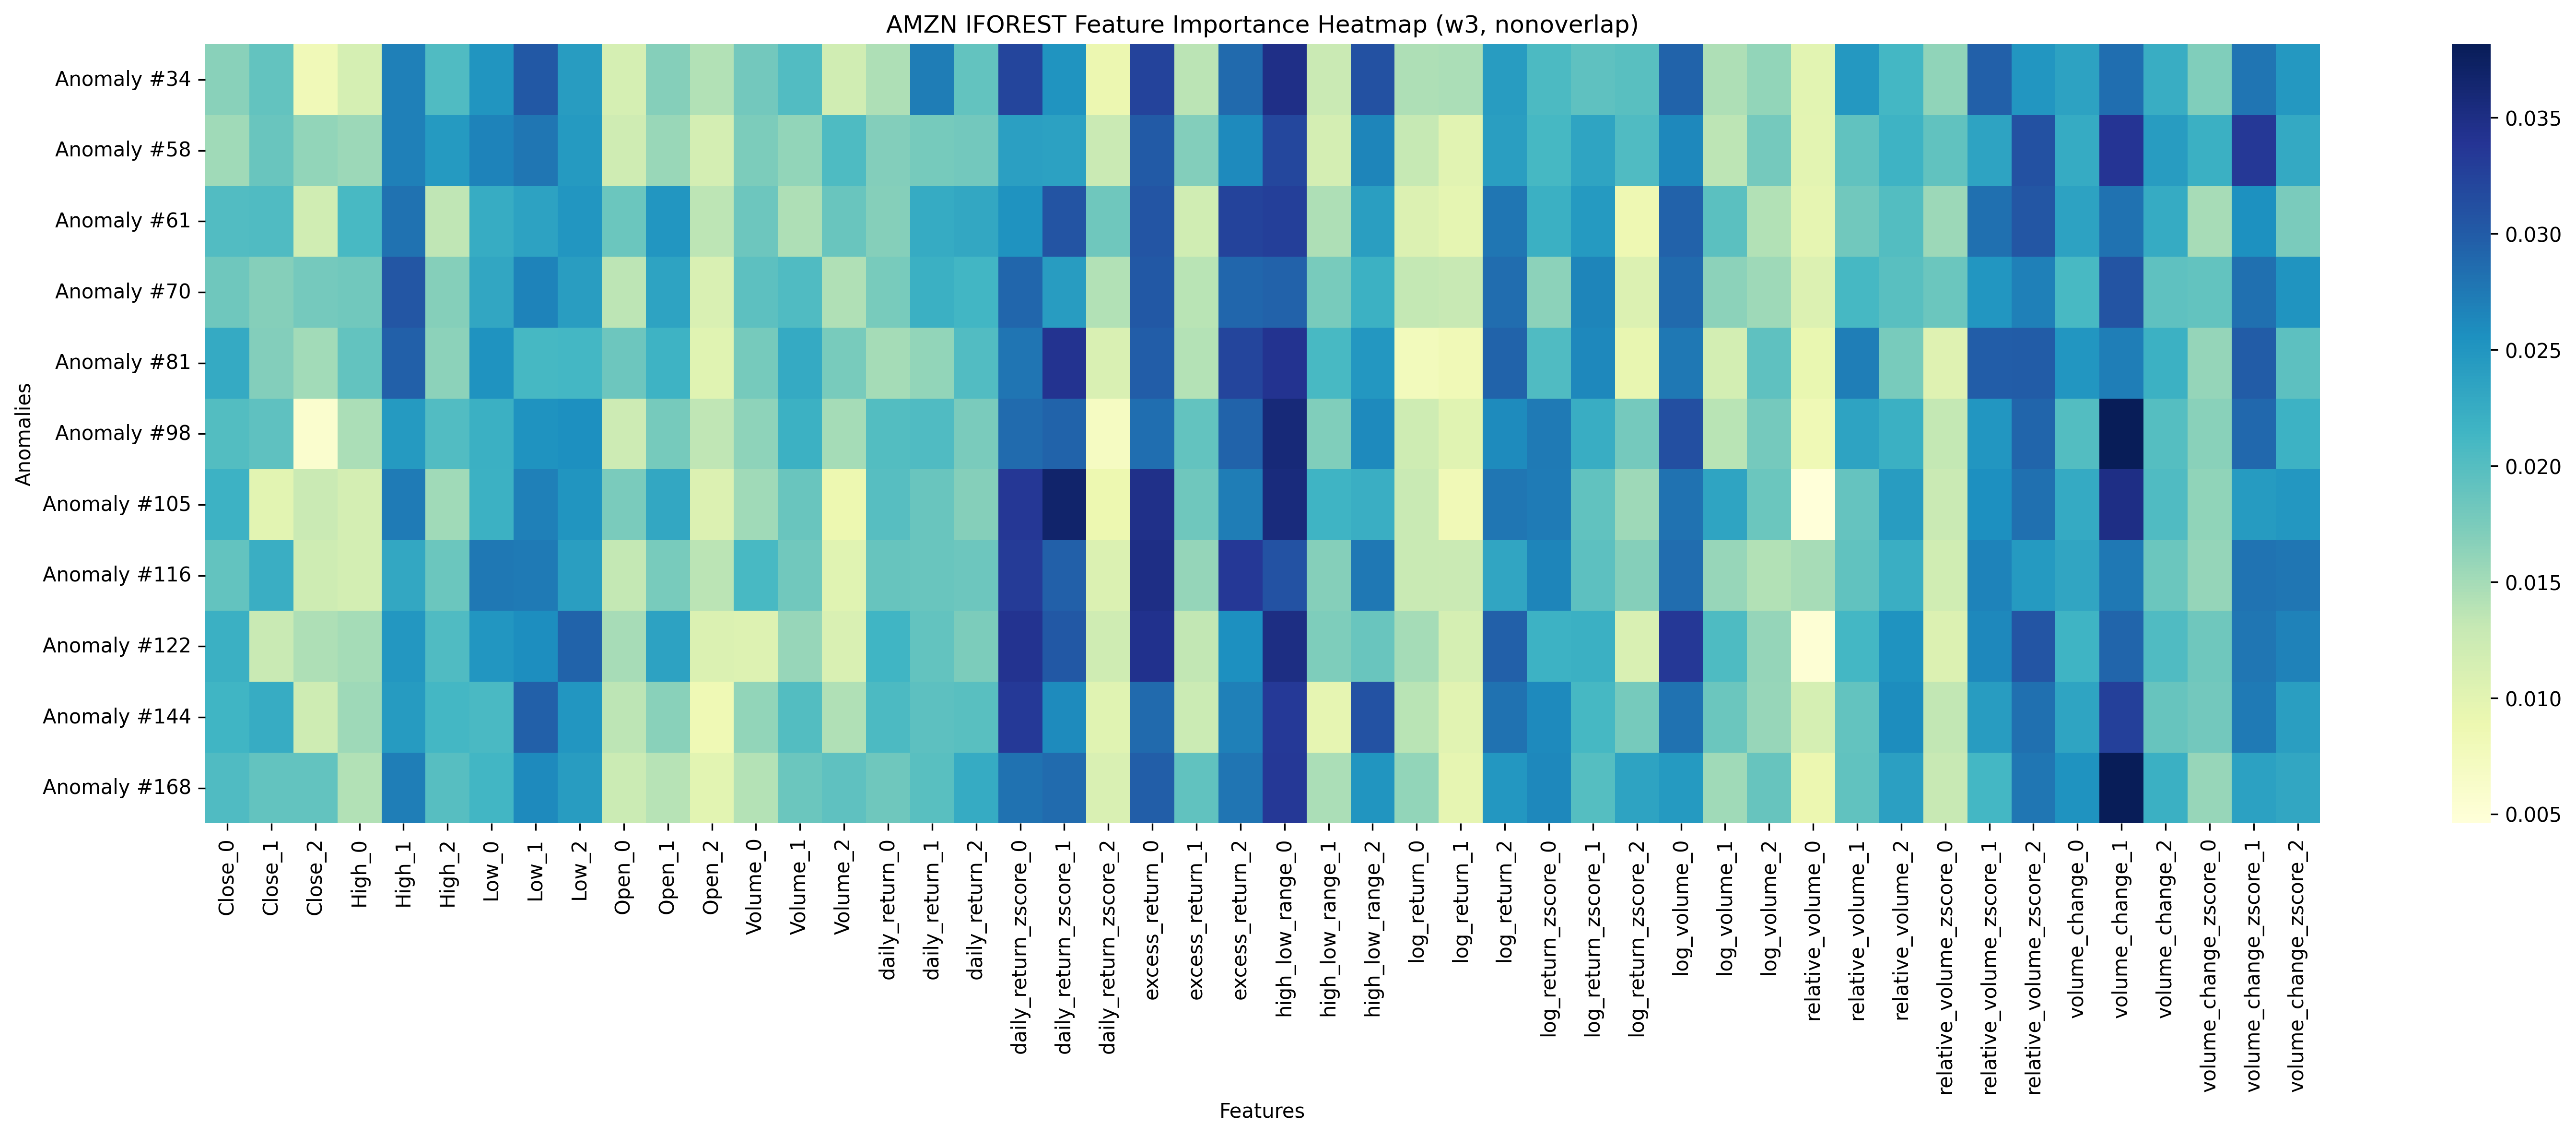 AMZN IFOREST Feature Importance Heatmap (w3, nonoverlap)
Anomalies
Anomaly #34
Anomaly #58
Anomaly #61
Anomaly #70
Anomaly #81
Anomaly #98
Anomaly #105
Anomaly #116
Anomaly #122
Anomaly #144
Anomaly #168
Close_0
Close_1
Close_2
High_0
High_1
High_2
Low_0
Low_1
Low_2
Open_0
Open_1
Open_2
Volume_0
Volume_1
Volume_2
daily_return_0
daily_return_1
daily_return_2
daily_return_zscore_0
daily_return_zscore_1
daily_return_zscore_2
excess_return_0
excess_return_1
excess_return_2
high_low_range_0
high_low_range_1
high_low_range_2
log_return_0
log_return_1
log_return_2
log_return_zscore_0
log_return_zscore_1
log_return_zscore_2
log_volume_0
log_volume_1
log_volume_2
relative_volume_0
relative_volume_1
relative_volume_2
relative_volume_zscore_0
relative_volume_zscore_1
relative_volume_zscore_2
volume_change_0
volume_change_1
volume_change_2
volume_change_zscore_0
volume_change_zscore_1
volume_change_zscore_2
Features
0.035
0.030
0.025
0.020
0.015
0.010
0.005